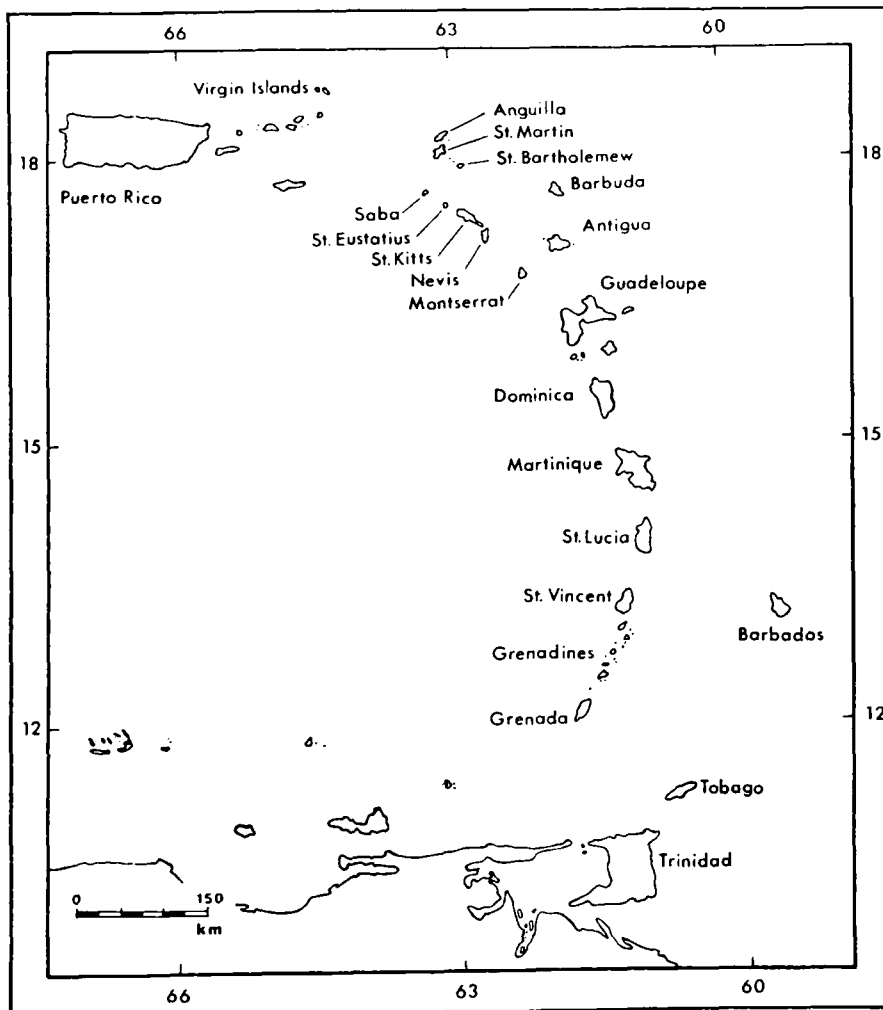 66 63 60
Virgin Islands
Anguilla
St. Martin
18 18
St. Bartholemew
Puerto Rico
Barbuda
Saba
Antigua
St. Eustatius
St. Kitts
Nevis
Guadeloupe
Montserrat
Dominica
15 15
Martinique
St. Lucia
St. Vincent
Barbados
Grenadines
Grenada
12 12
Tobago
Trinidad
0 150
km
66 63 60